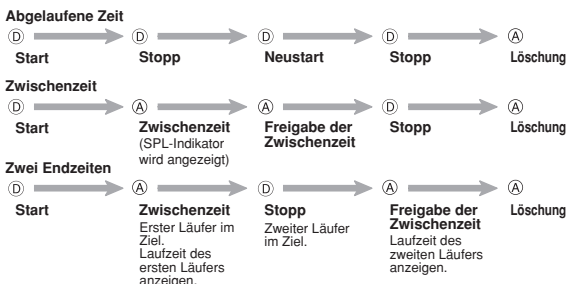 Abgelaufene Zeit
D D D D A
Start Stopp Neustart Stopp Löschung
Zwischenzeit
D A A D A
Start Zwischenzeit Freigabe der Stopp Löschung
(SPL-Indikator Zwischenzeit
wird angezeigt)
Zwei Endzeiten
D A D A A
Start Zwischenzeit Stopp Freigabe der Löschung
Erster Läufer im Zweiter Läufer Zwischenzeit
Ziel. im Ziel. Laufzeit des
Laufzeit des zweiten Läufers
ersten Läufers anzeigen.
anzeigen.